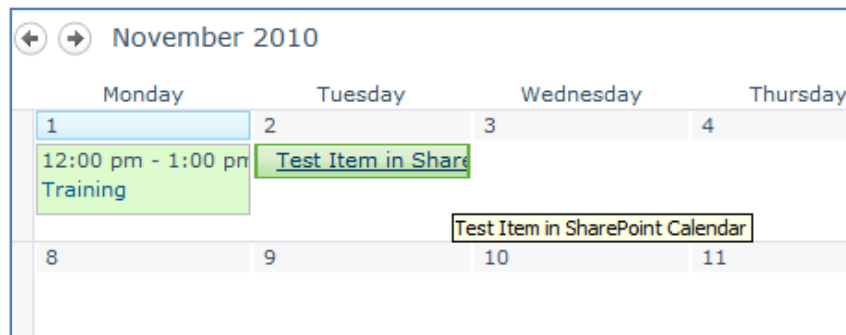 November 2010
Monday Tuesday Wednesday Thursday
1 2 3 4
12:00 pm - 1:00 pm Test Item in Share
Training
Test Item in SharePoint Calendar
8 9 10 11